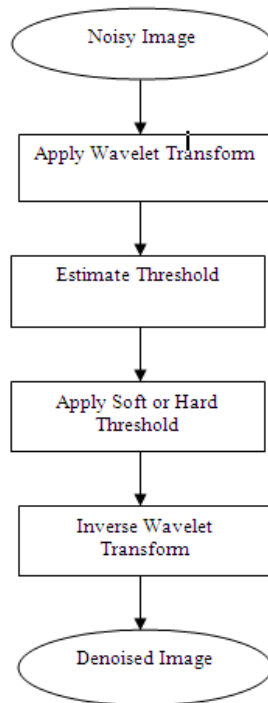 Noisy Image
Apply Wavelet Transform
Estimate Threshold
Apply Soft or Hard
Threshold
Inverse Wavelet
Transform
Denoised Image